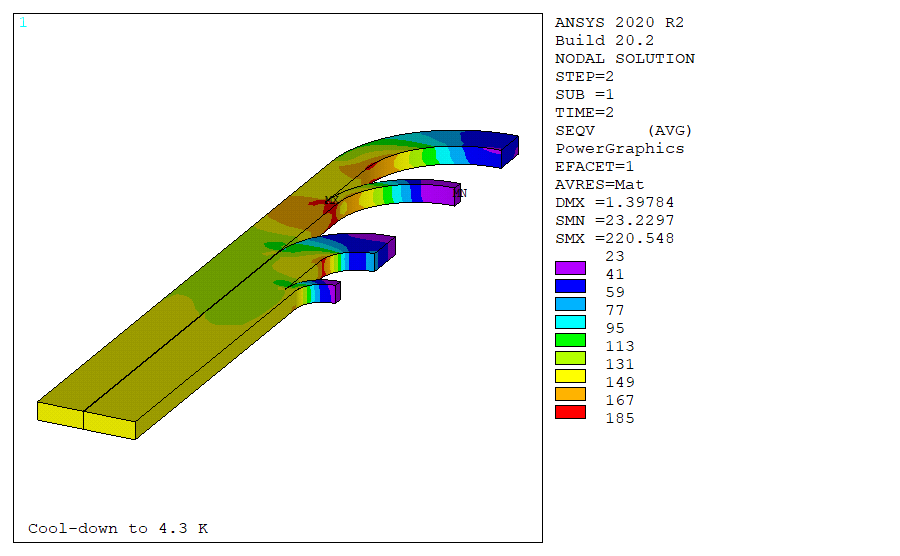 1
ANSYS 2020 R2
Build 20.2
NODAL SOLUTION
STEP=2
SUB =1
TIME=2
SEQV (AVG)
PowerGraphics
EFACET=1
AVRES=Mat
DMX =1.39784
SMN =23.2297
SMX =220.548
23
41
59
77
95
113
131
149
167
185
Cool-down to 4.3 K